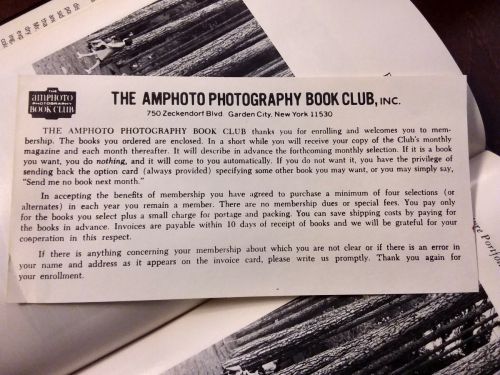 THE
amphoto
PHOTOGRAPHY
BOOK CLUB
THE AMPHOTO PHOTOGRAPHY BOOK CLUB, INC.
750 Zeckendorf Blvd. Garden City, New York 11530
THE AMPHOTO PHOTOGRAPHY BOOK CLUB thanks you for enrolling and welcomes you to mem-
bership. The books you ordered are enclosed. In a short while you will receive your copy of the Club's monthly
magazine and each month thereafter. It will describe in advance the forthcoming monthly selection. If it is a book
you want, you do nothing, and it will come to you automatically. If you do not want it, you have the privilege of
sending back the option card (always provided) specifying some other book you may want, or you may simply say,
"Send me no book next month."
In accepting the benefits of membership you have agreed to purchase a minimum of four selections (or
alternates) in each year you remain a member. There are no membership dues or special fees. You pay only
for the books you select plus a small charge for portage and packing. You can save shipping costs by paying for
the books in advance. Invoices are payable within 10 days of receipt of books and we will be grateful for your
cooperation in this respect.
If there is anything concerning your membership about which you are not clear or if there is an error in
your name and address as it appears on the invoice card, please write us promptly. Thank you again for
your enrollment.